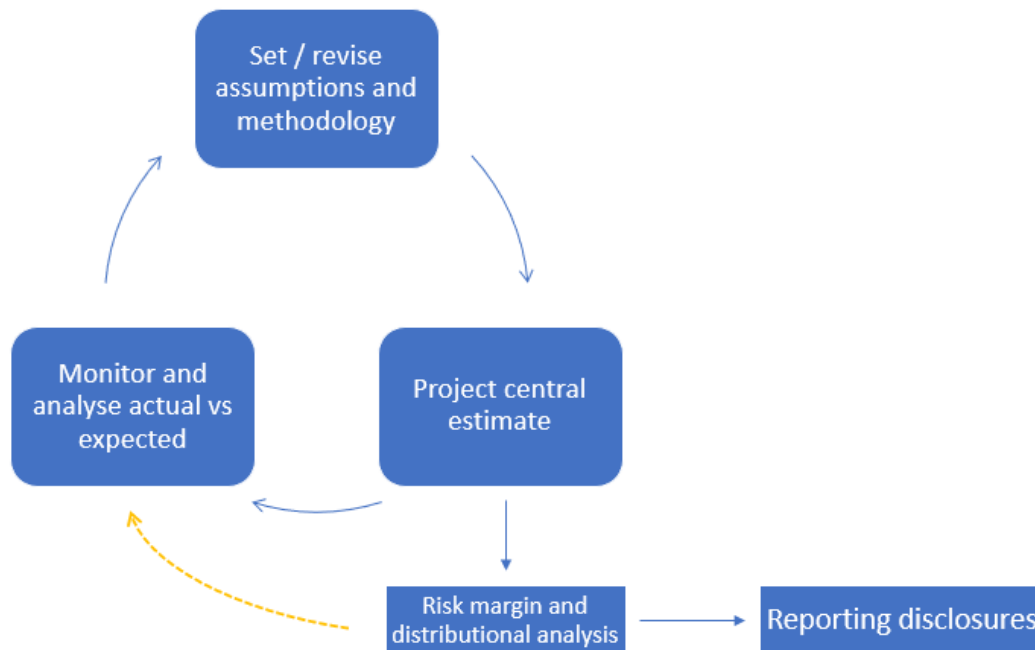 Set / revise
assumptions and
methodology
Monitor and
analyse actual vs
expected
Project central
estimate
Risk margin and
distributional analysis
Reporting disclosures